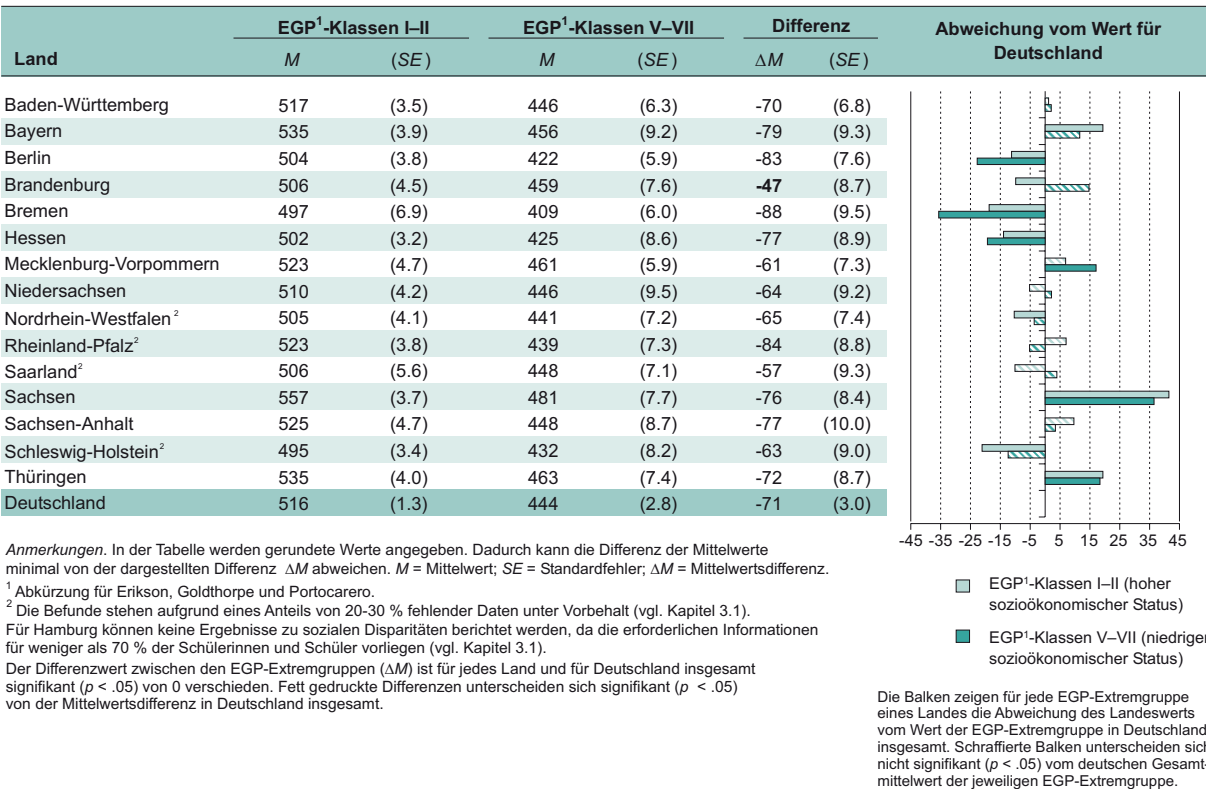 EGP¹-Klassen I–II EGP¹-Klassen V–VII Differenz Abweichung vom Wert für Deutschland
Land M (SE) M (SE) ΔM (SE)
Baden-Württemberg 517 (3.5) 446 (6.3) -70 (6.8)
Bayern 535 (3.9) 456 (9.2) -79 (9.3)
Berlin 504 (3.8) 422 (5.9) -83 (7.6)
Brandenburg 506 (4.5) 459 (7.6) -47 (8.7)
Bremen 497 (6.9) 409 (6.0) -88 (9.5)
Hessen 502 (3.2) 425 (8.6) -77 (8.9)
Mecklenburg-Vorpommern 523 (4.7) 461 (5.9) -61 (7.3)
Niedersachsen 510 (4.2) 446 (9.5) -64 (9.2)
Nordrhein-Westfalen² 505 (4.1) 441 (7.2) -65 (7.4)
Rheinland-Pfalz² 523 (3.8) 439 (7.3) -84 (8.8)
Saarland² 506 (5.6) 448 (7.1) -57 (9.3)
Sachsen 557 (3.7) 481 (7.7) -76 (8.4)
Sachsen-Anhalt 525 (4.7) 448 (8.7) -77 (10.0)
Schleswig-Holstein² 495 (3.4) 432 (8.2) -63 (9.0)
Thüringen 535 (4.0) 463 (7.4) -72 (8.7)
Deutschland 516 (1.3) 444 (2.8) -71 (3.0)
-45 -35 -25 -15 -5 5 15 25 35 45
Anmerkungen. In der Tabelle werden gerundete Werte angegeben. Dadurch kann die Differenz der Mittelwerte
minimal von der dargestellten Differenz ΔM abweichen. M = Mittelwert; SE = Standardfehler; ΔM = Mittelwertsdifferenz.
¹ Abkürzung für Erikson, Goldthorpe und Portocarero.
² Die Befunde stehen aufgrund eines Anteils von 20-30 % fehlender Daten unter Vorbehalt (vgl. Kapitel 3.1).
Für Hamburg können keine Ergebnisse zu sozialen Disparitäten berichtet werden, da die erforderlichen Informationen
für weniger als 70 % der Schülerinnen und Schüler vorliegen (vgl. Kapitel 3.1).
Der Differenzwert zwischen den EGP-Extremgruppen (ΔM) ist für jedes Land und für Deutschland insgesamt
signifikant (p < .05) von 0 verschieden. Fett gedruckte Differenzen unterscheiden sich signifikant (p < .05)
von der Mittelwertsdifferenz in Deutschland insgesamt.
EGP¹-Klassen I–II (hoher
sozioökonomischer Status)
EGP¹-Klassen V–VII (niedriger
sozioökonomischer Status)
Die Balken zeigen für jede EGP-Extremgruppe
eines Landes die Abweichung des Landeswerts
vom Wert der EGP-Extremgruppe in Deutschland
insgesamt. Schraffierte Balken unterscheiden sich
nicht signifikant (p < .05) vom deutschen Gesamt-
mittelwert der jeweiligen EGP-Extremgruppe.